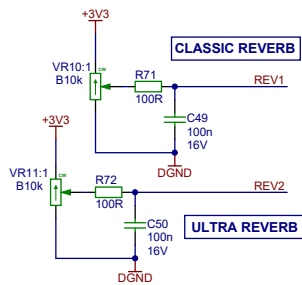 +3V3
CLASSIC REVERB
VR10:1
B10k
cw
R71
100R
REV1
C49
100n
16V
DGND
+3V3
VR11:1
B10k
cw
R72
100R
REV2
C50
100n
16V
ULTRA REVERB
DGND